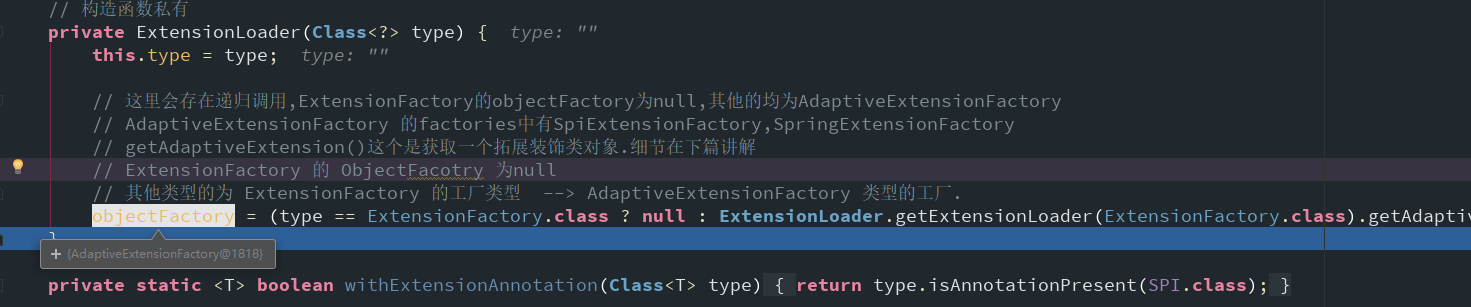 // 构造函数私有
private ExtensionLoader(Class<?> type) {  type: ""
this.type = type;  type: ""
// 这里会存在递归调用,ExtensionFactory的objectFactory为null,其他的均为AdaptiveExtensionFactory
// AdaptiveExtensionFactory 的factories中有SpiExtensionFactory,SpringExtensionFactory
// getAdaptiveExtension()这个是获取一个拓展装饰类对象.细节在下篇讲解
// ExtensionFactory 的 ObjectFacotry 为null
// 其他类型的为 ExtensionFactory 的工厂类型  --> AdaptiveExtensionFactory 类型的工厂.
objectFactory = (type == ExtensionFactory.class ? null : ExtensionLoader.getExtensionLoader(ExtensionFactory.class).getAdaptiv
}
+ {AdaptiveExtensionFactory@1818}
private static <T> boolean withExtensionAnnotation(Class<T> type) { return type.isAnnotationPresent(SPI.class); }